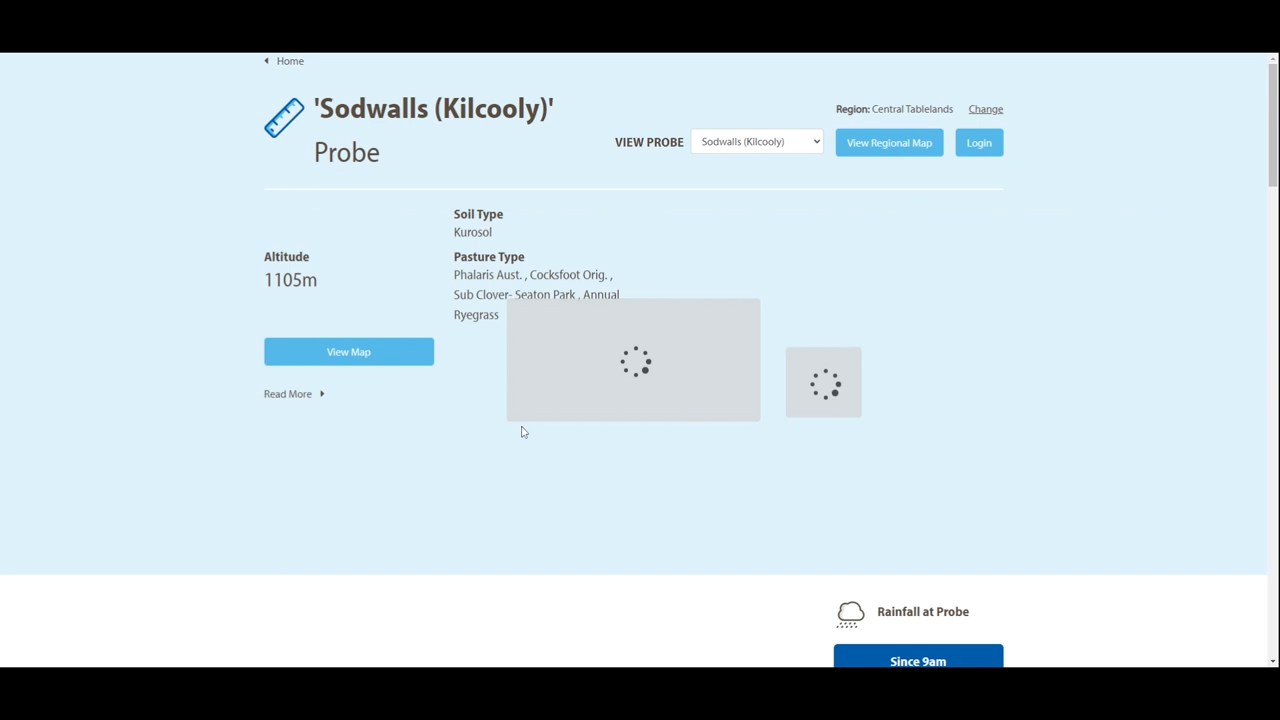 Home
'Sodwalls (Kilcooly)'
Probe
Region: Central Tablelands Change
VIEW PROBE Sodwalls (Kilcooly) View Regional Map Login
Soil Type
Kurosol
Altitude
1105m
Pasture Type
Phalaris Aust. , Cocksfoot Orig. ,
Sub Clover- Seaton Park , Annual
Ryegrass
View Map
Read More
Rainfall at Probe
Since 9am